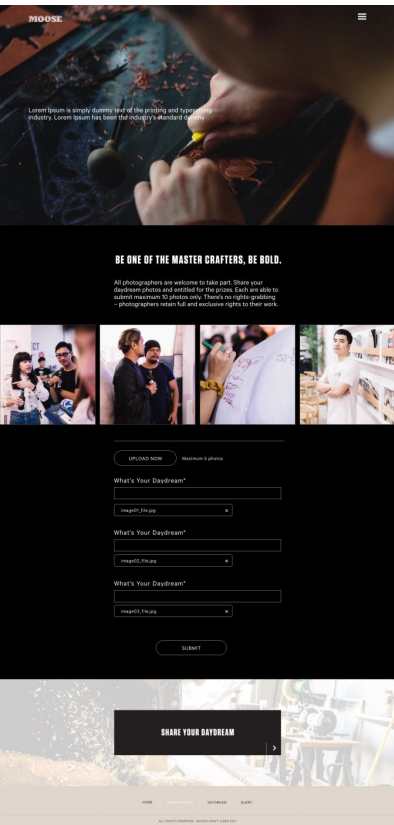 MOOSE
Lorem Ipsum is simply dummy text of the printing and typesetting
industry. Lorem Ipsum has been the industry's standard dummy
BE ONE OF THE MASTER CRAFTERS, BE BOLD.
All photographers are welcome to take part. Share your
daydream photos and entitled for the prizes. Each are able to
submit maximum 10 photos only. There's no rights-grabbing
– photographers retain full and exclusive rights to their work.
UPLOAD NOW
Maximum 5 photos
What's Your Daydream*
image01_file.jpg ×
What's Your Daydream*
image02_file.jpg ×
What's Your Daydream*
image03_file.jpg ×
SUBMIT
SHARE YOUR DAYDREAM
HOME
DAYDREAM
ALL RIGHTS RESERVED